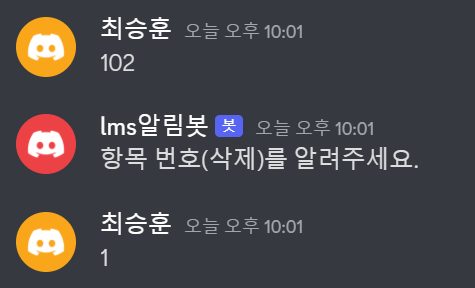 최승훈 오늘 오후 10:01
102
lms알림봇 봇 오늘 오후 10:01
항목 번호(삭제)를 알려주세요.
최승훈 오늘 오후 10:01
1